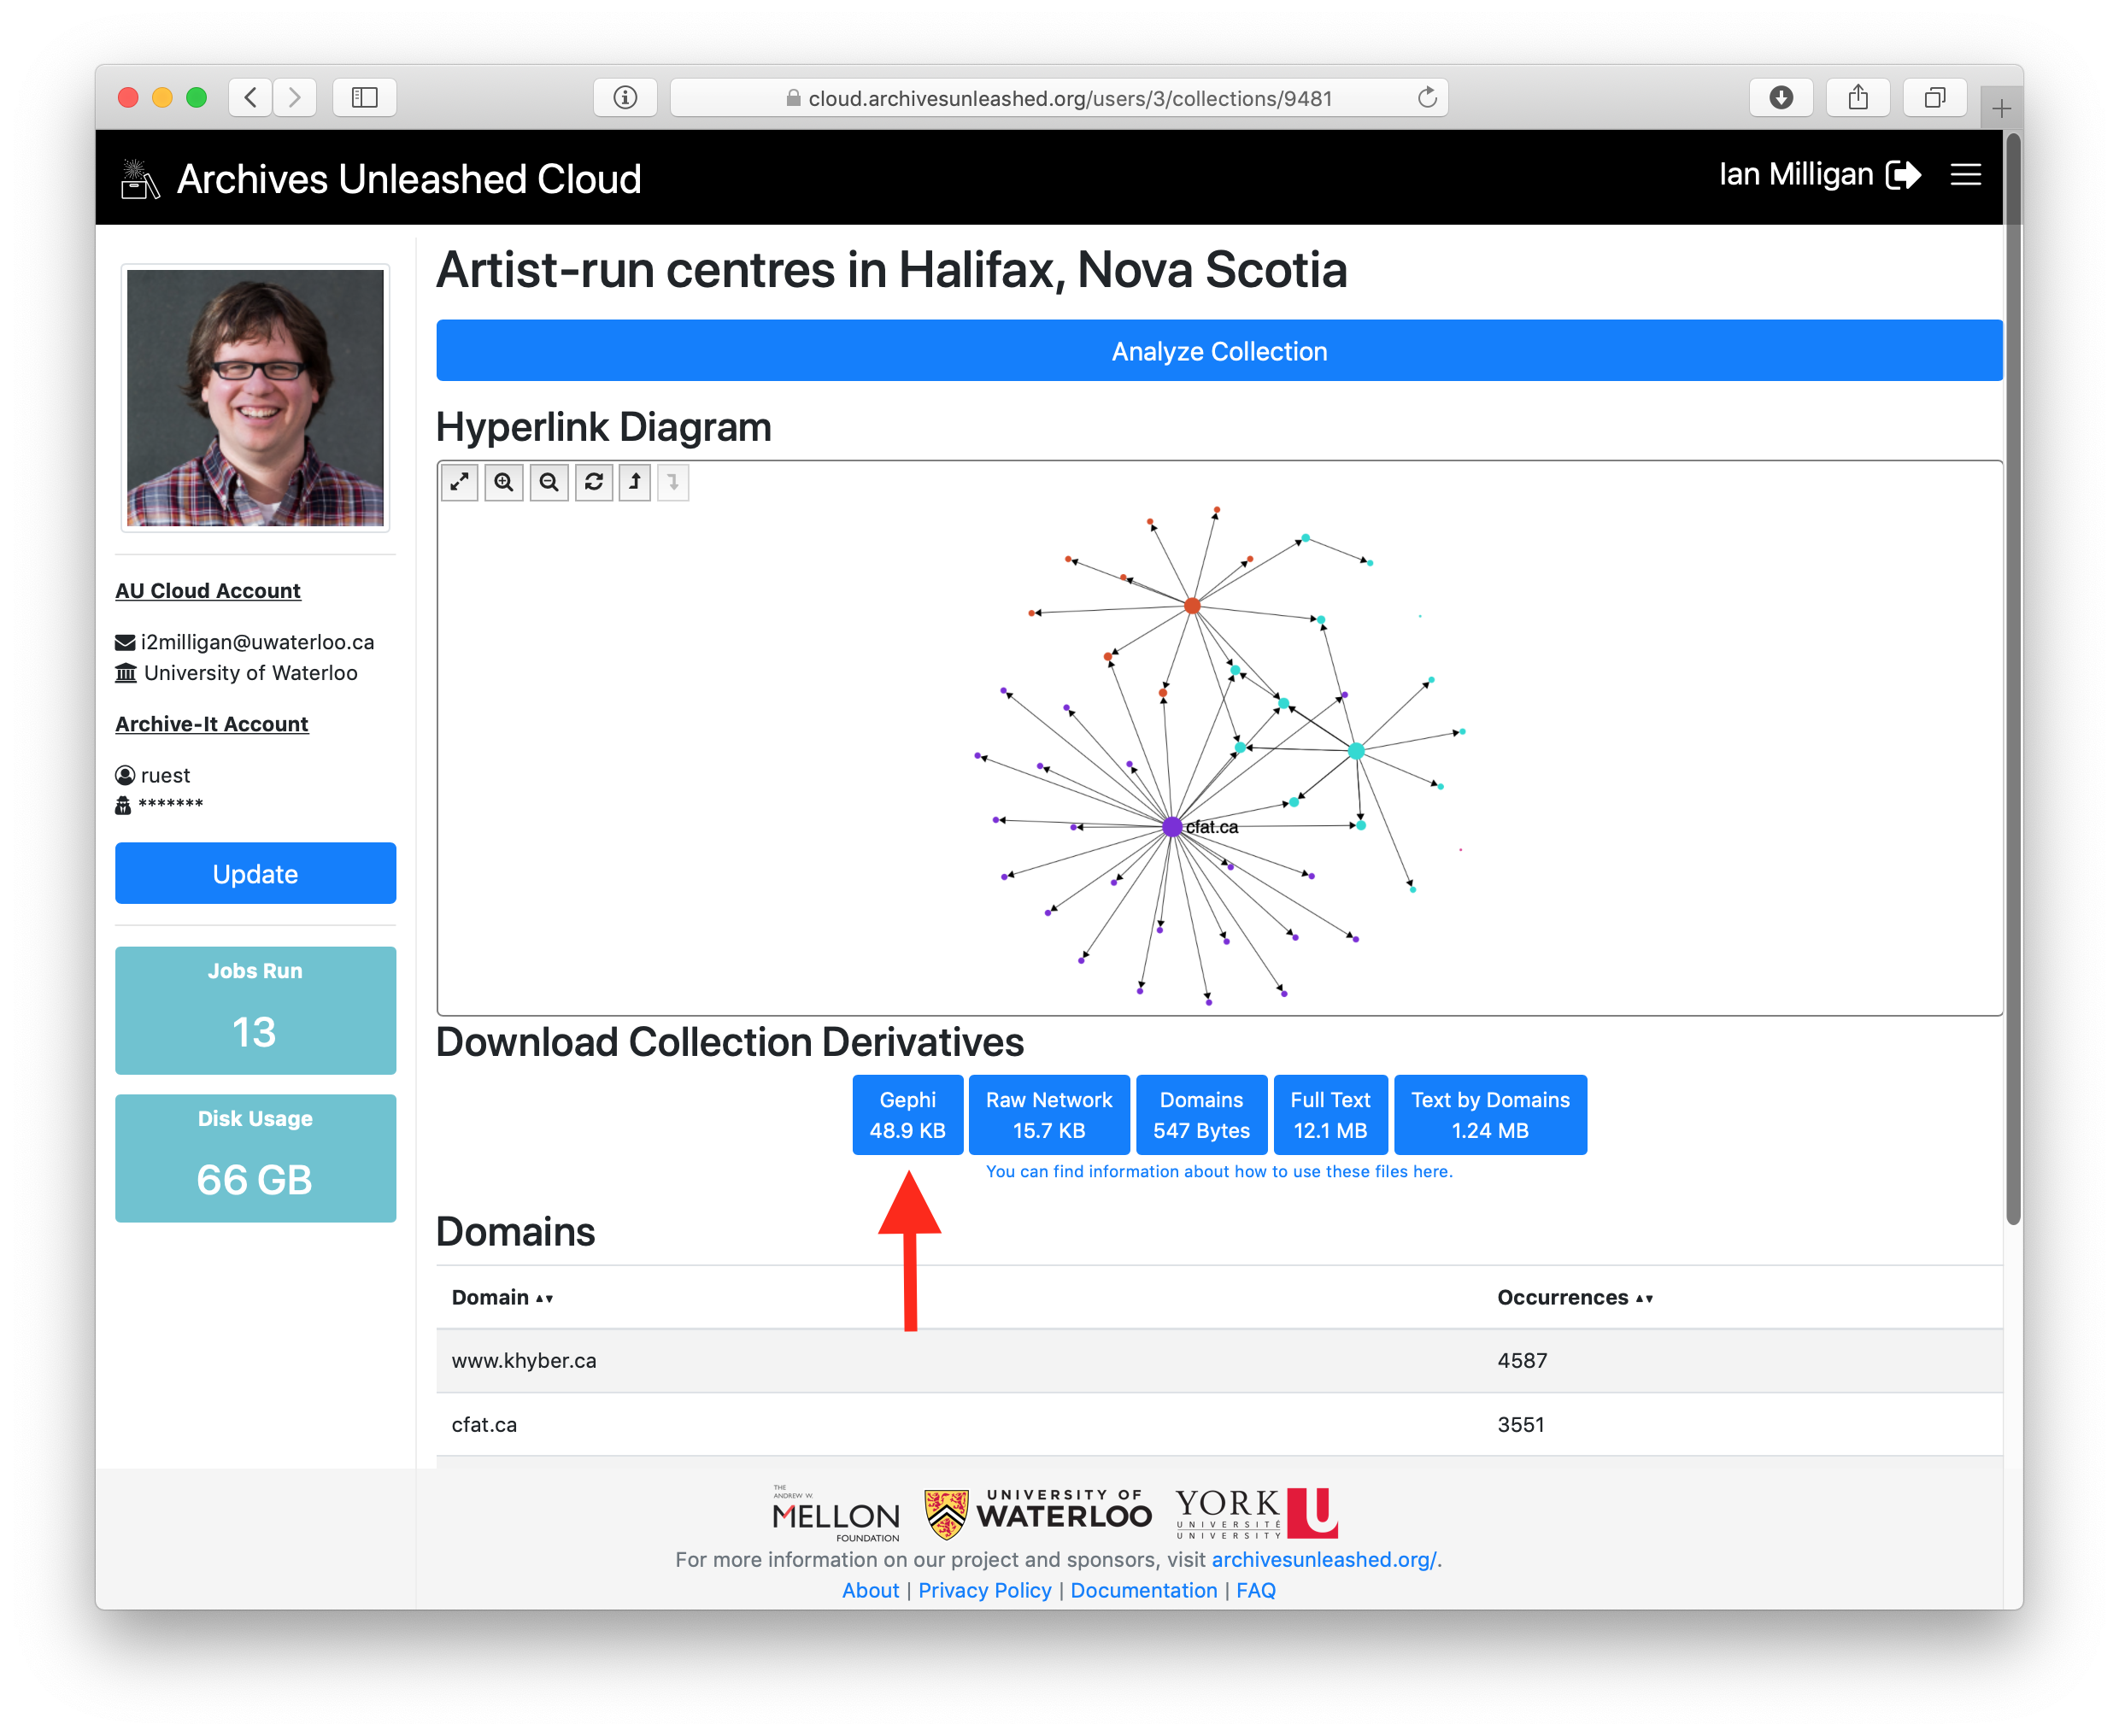 cloud.archivesunleashed.org/users/3/collections/9481
Archives Unleashed Cloud
Ian Milligan
Artist-run centres in Halifax, Nova Scotia
Analyze Collection
Hyperlink Diagram
cfat.ca
AU Cloud Account
i2milligan@uwaterloo.ca
University of Waterloo
Archive-It Account
ruest
*******
Update
Jobs Run
13
Disk Usage
66 GB
Download Collection Derivatives
Gephi
48.9 KB
Raw Network
15.7 KB
Domains
547 Bytes
Full Text
12.1 MB
Text by Domains
1.24 MB
You can find information about how to use these files here.
Domains
Domain ▲▼ Occurrences ▲▼
www.khyber.ca 4587
cfat.ca 3551
THE
ANDREW W.
MELLON
FOUNDATION
UNIVERSITY OF
WATERLOO
YORK
UNIVERSITÉ
UNIVERSITY
U
For more information on our project and sponsors, visit archivesunleashed.org/.
About | Privacy Policy | Documentation | FAQ